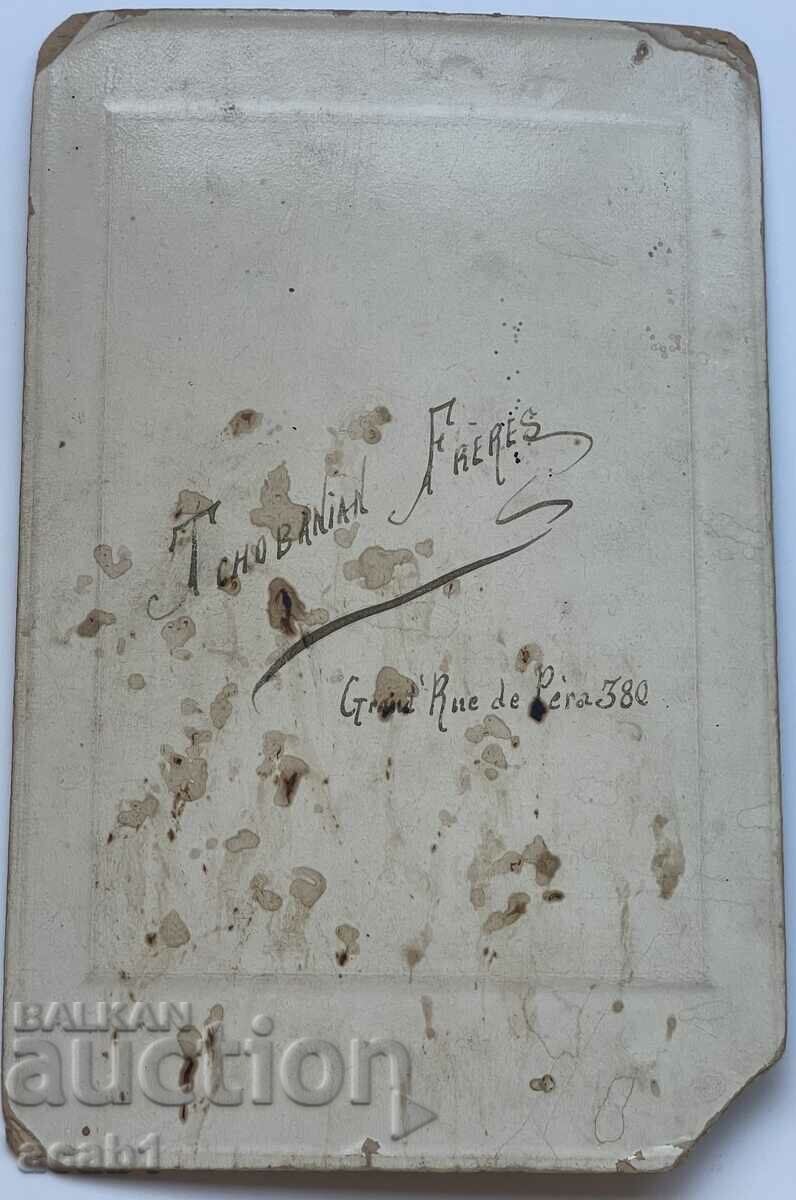 TCHOBANIAN FRÈRES
Grand' Rue de Péra 380
BALKAN
auction
acab1